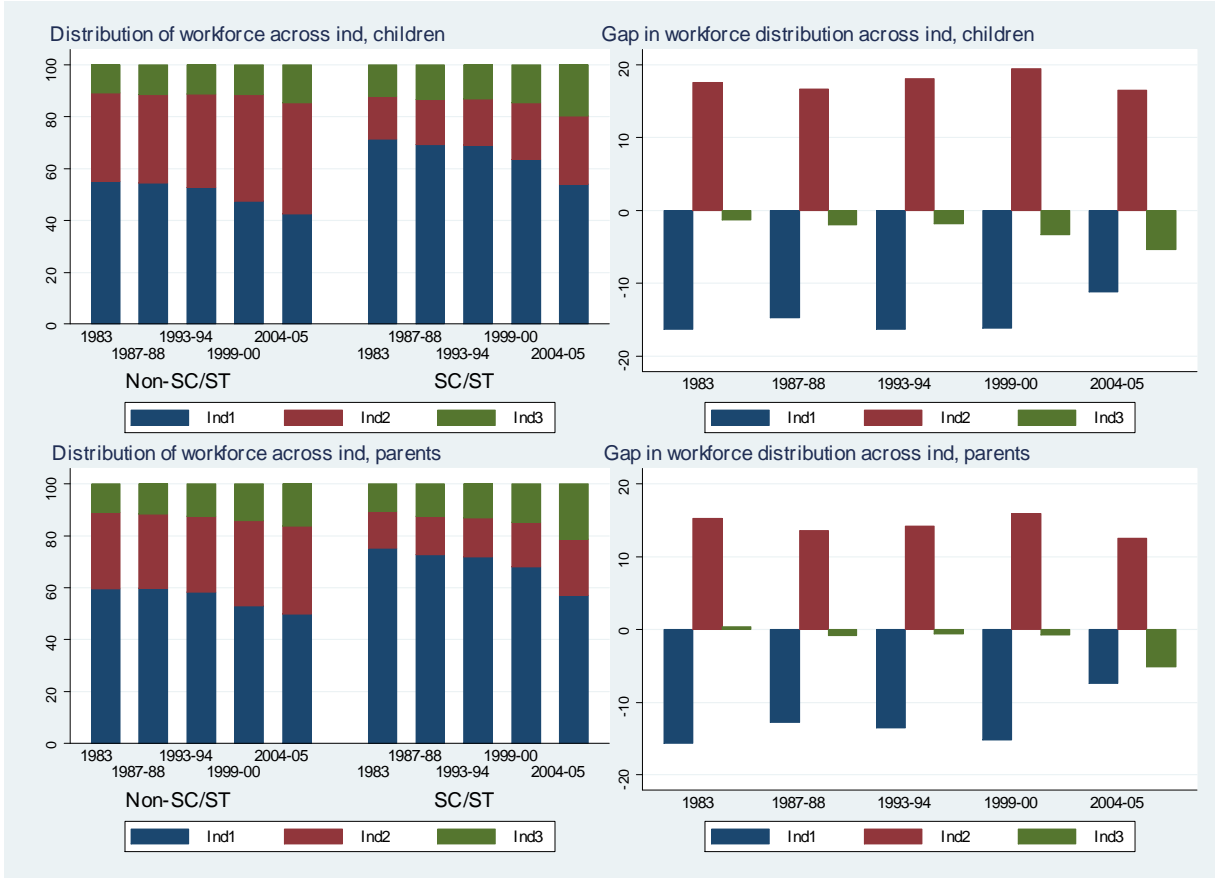 Distribution of workforce across ind, children
100
80
60
40
20
0
1983 1993-94 2004-05 1987-88 1999-00
1987-88 1999-00 1983 1993-94 2004-05
Non-SC/ST SC/ST
Ind1 Ind2 Ind3
Gap in workforce distribution across ind, children
20
10
0
-10
-20
1983 1987-88 1993-94 1999-00 2004-05
Ind1 Ind2 Ind3
Distribution of workforce across ind, parents
100
80
60
40
20
0
1983 1993-94 2004-05 1987-88 1999-00
1987-88 1999-00 1983 1993-94 2004-05
Non-SC/ST SC/ST
Ind1 Ind2 Ind3
Gap in workforce distribution across ind, parents
20
10
0
-10
-20
1983 1987-88 1993-94 1999-00 2004-05
Ind1 Ind2 Ind3